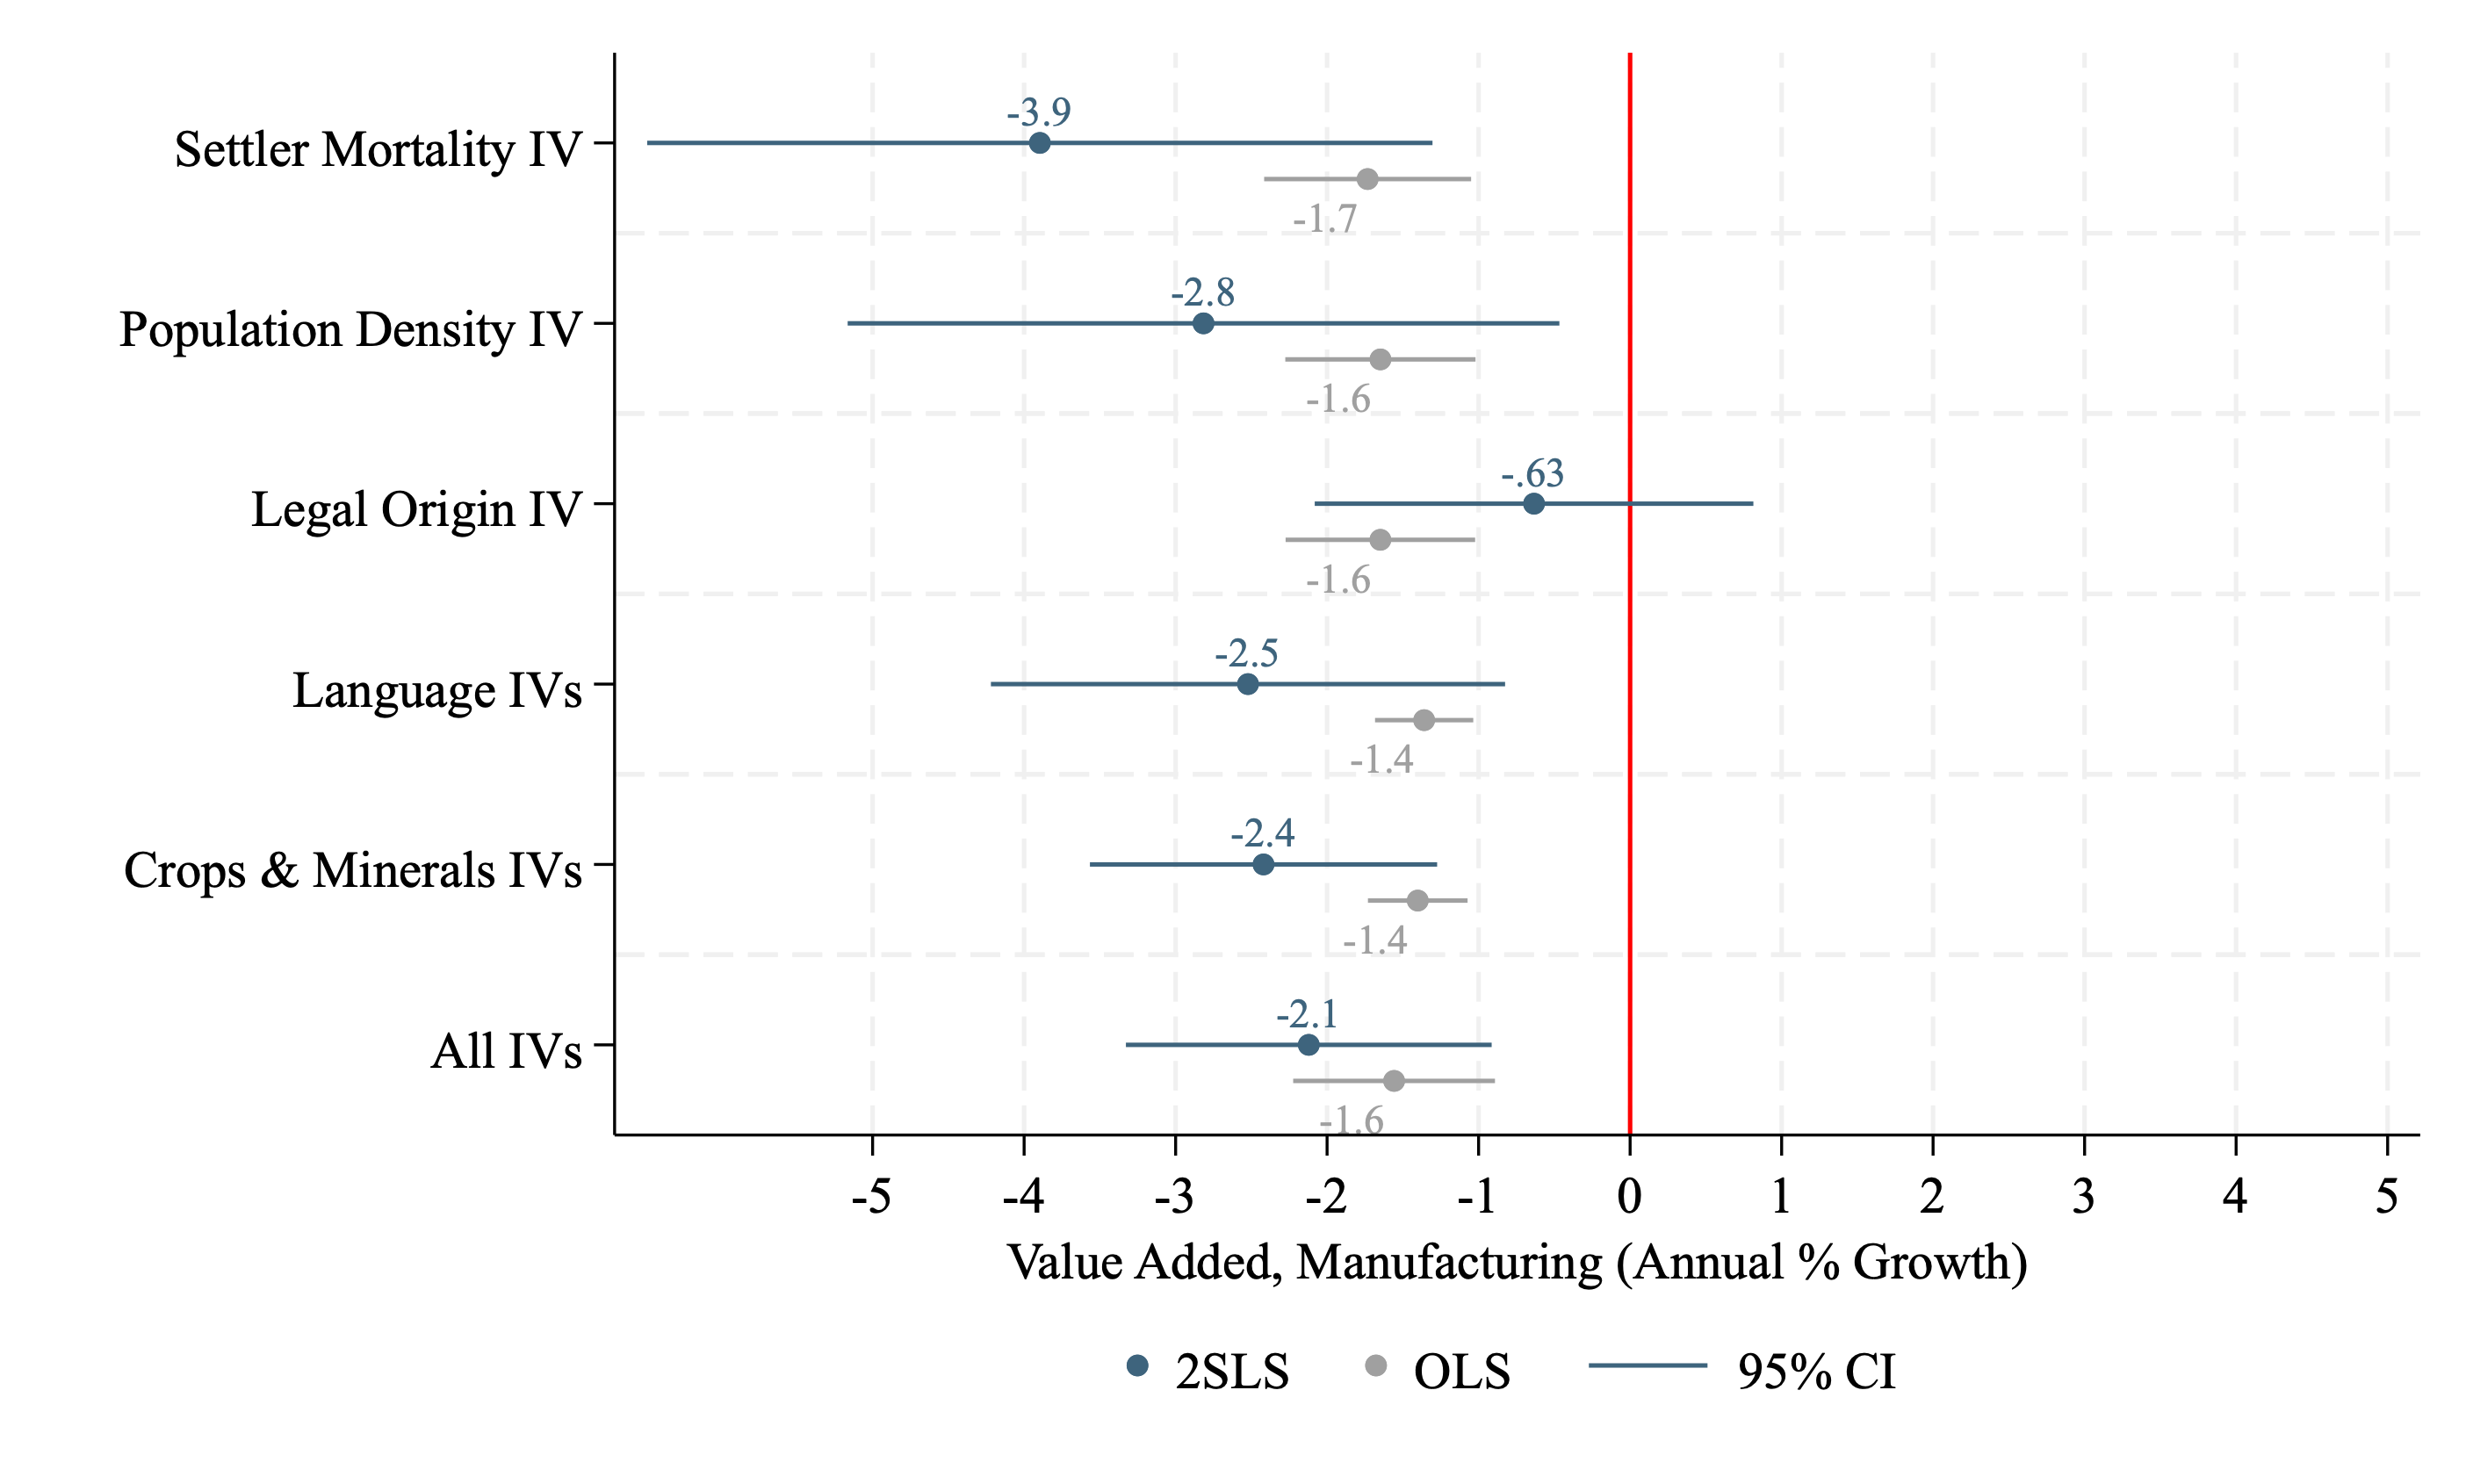 -3.9
Settler Mortality IV
-1.7
-2.8
Population Density IV
-1.6
-.63
Legal Origin IV
-1.6
-2.5
Language IVs
-1.4
-2.4
Crops & Minerals IVs
-1.4
-2.1
All IVs
-1.6
-5 -4 -3 -2 -1 0 1 2 3 4 5
Value Added, Manufacturing (Annual % Growth)
2SLS OLS 95% CI